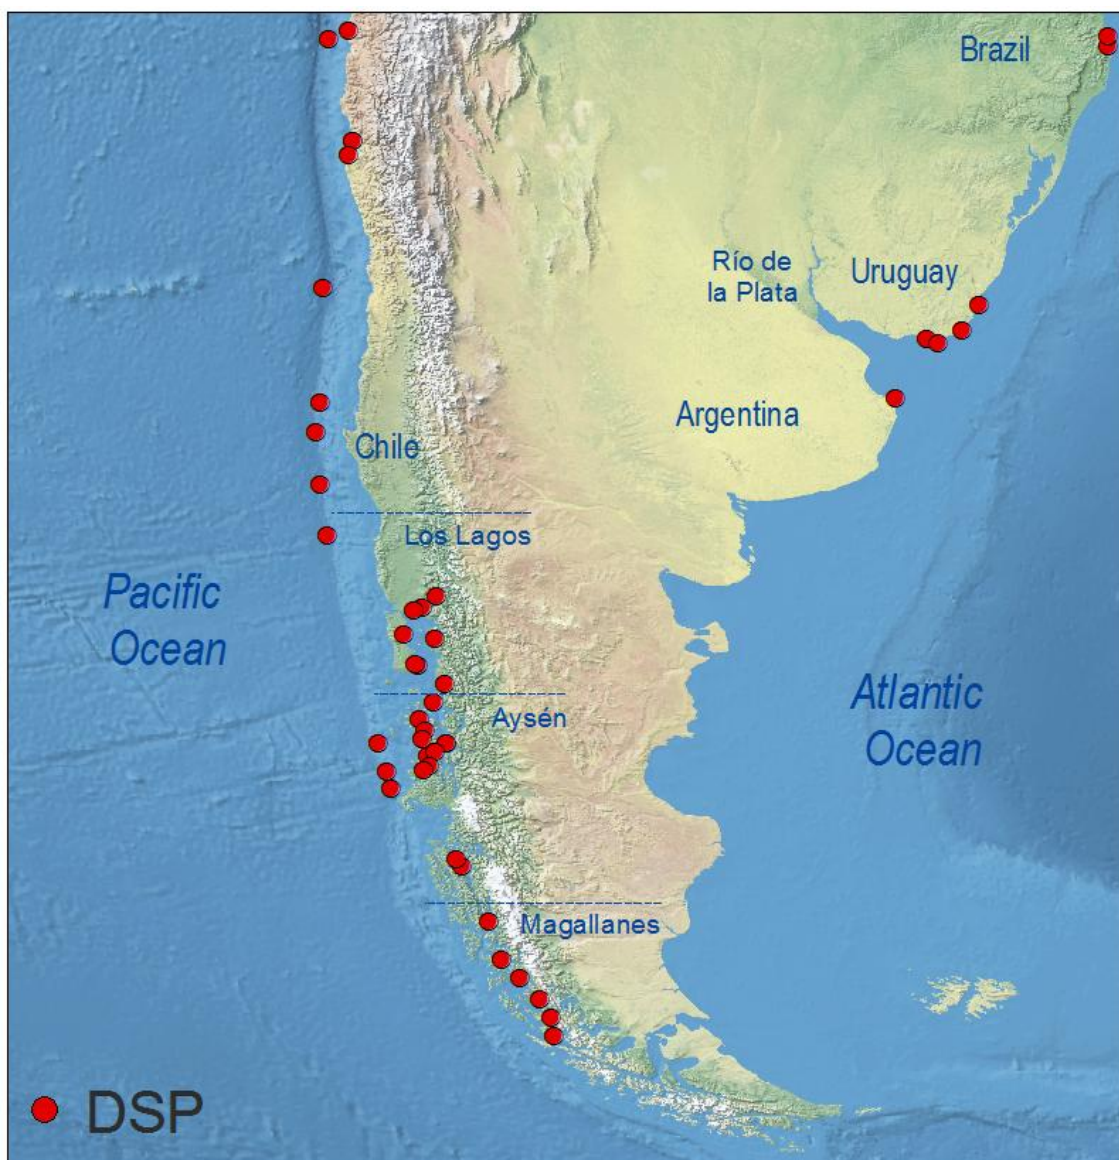 Brazil
Río de
la Plata
Uruguay
Argentina
Chile
Los Lagos
Pacific
Ocean
Aysén
Atlantic
Ocean
Magallanes
DSP